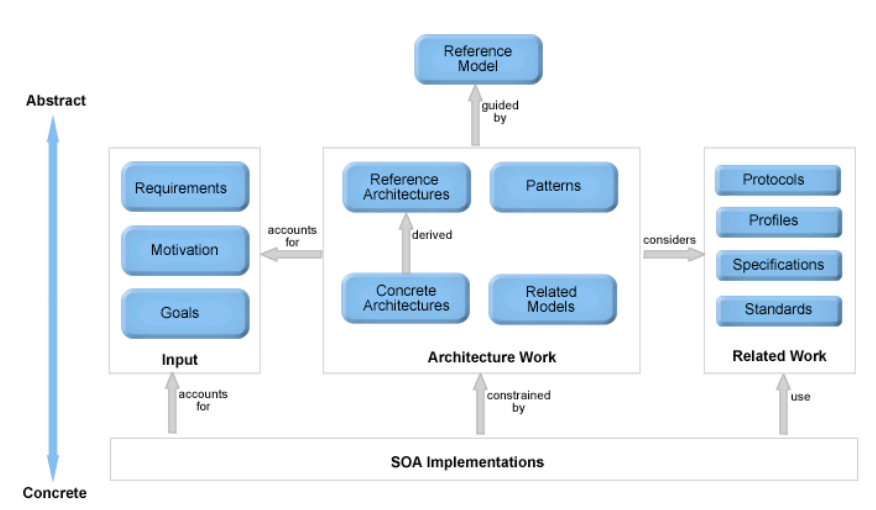 Reference
Model
Abstract
guided
by
Requirements
Reference
Architectures
Patterns
Protocols
Profiles
accounts
for
derived
considers
Motivation
Specifications
Concrete
Architectures
Related
Models
Goals
Standards
Input
Architecture Work
Related Work
accounts
for
constrained
by
use
SOA Implementations
Concrete